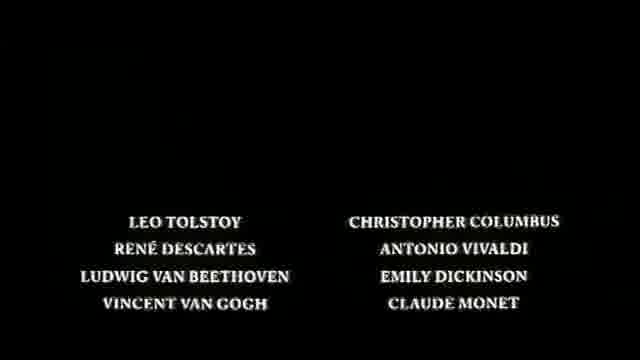 LEO TOLSTOY
RENÉ DESCARTES
LUDWIG VAN BEETHOVEN
VINCENT VAN GOGH
CHRISTOPHER COLUMBUS
ANTONIO VIVALDI
EMILY DICKINSON
CLAUDE MONET